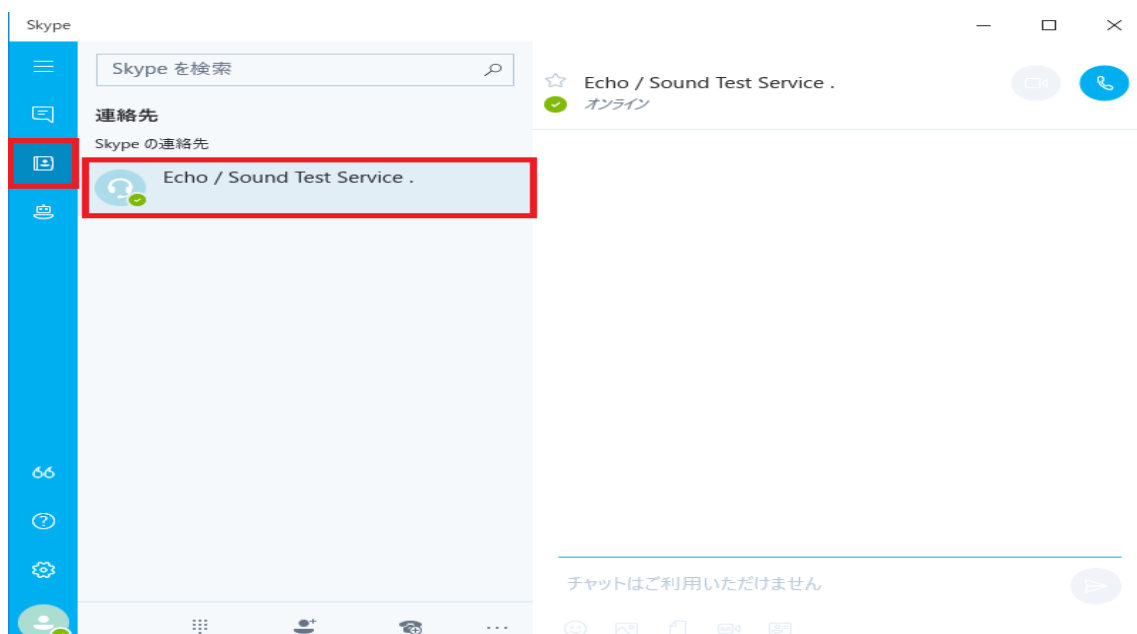 Skype
Skype を検索
連絡先
Skype の連絡先
Echo / Sound Test Service .
Echo / Sound Test Service .
オンライン
チャットはご利用いただけません